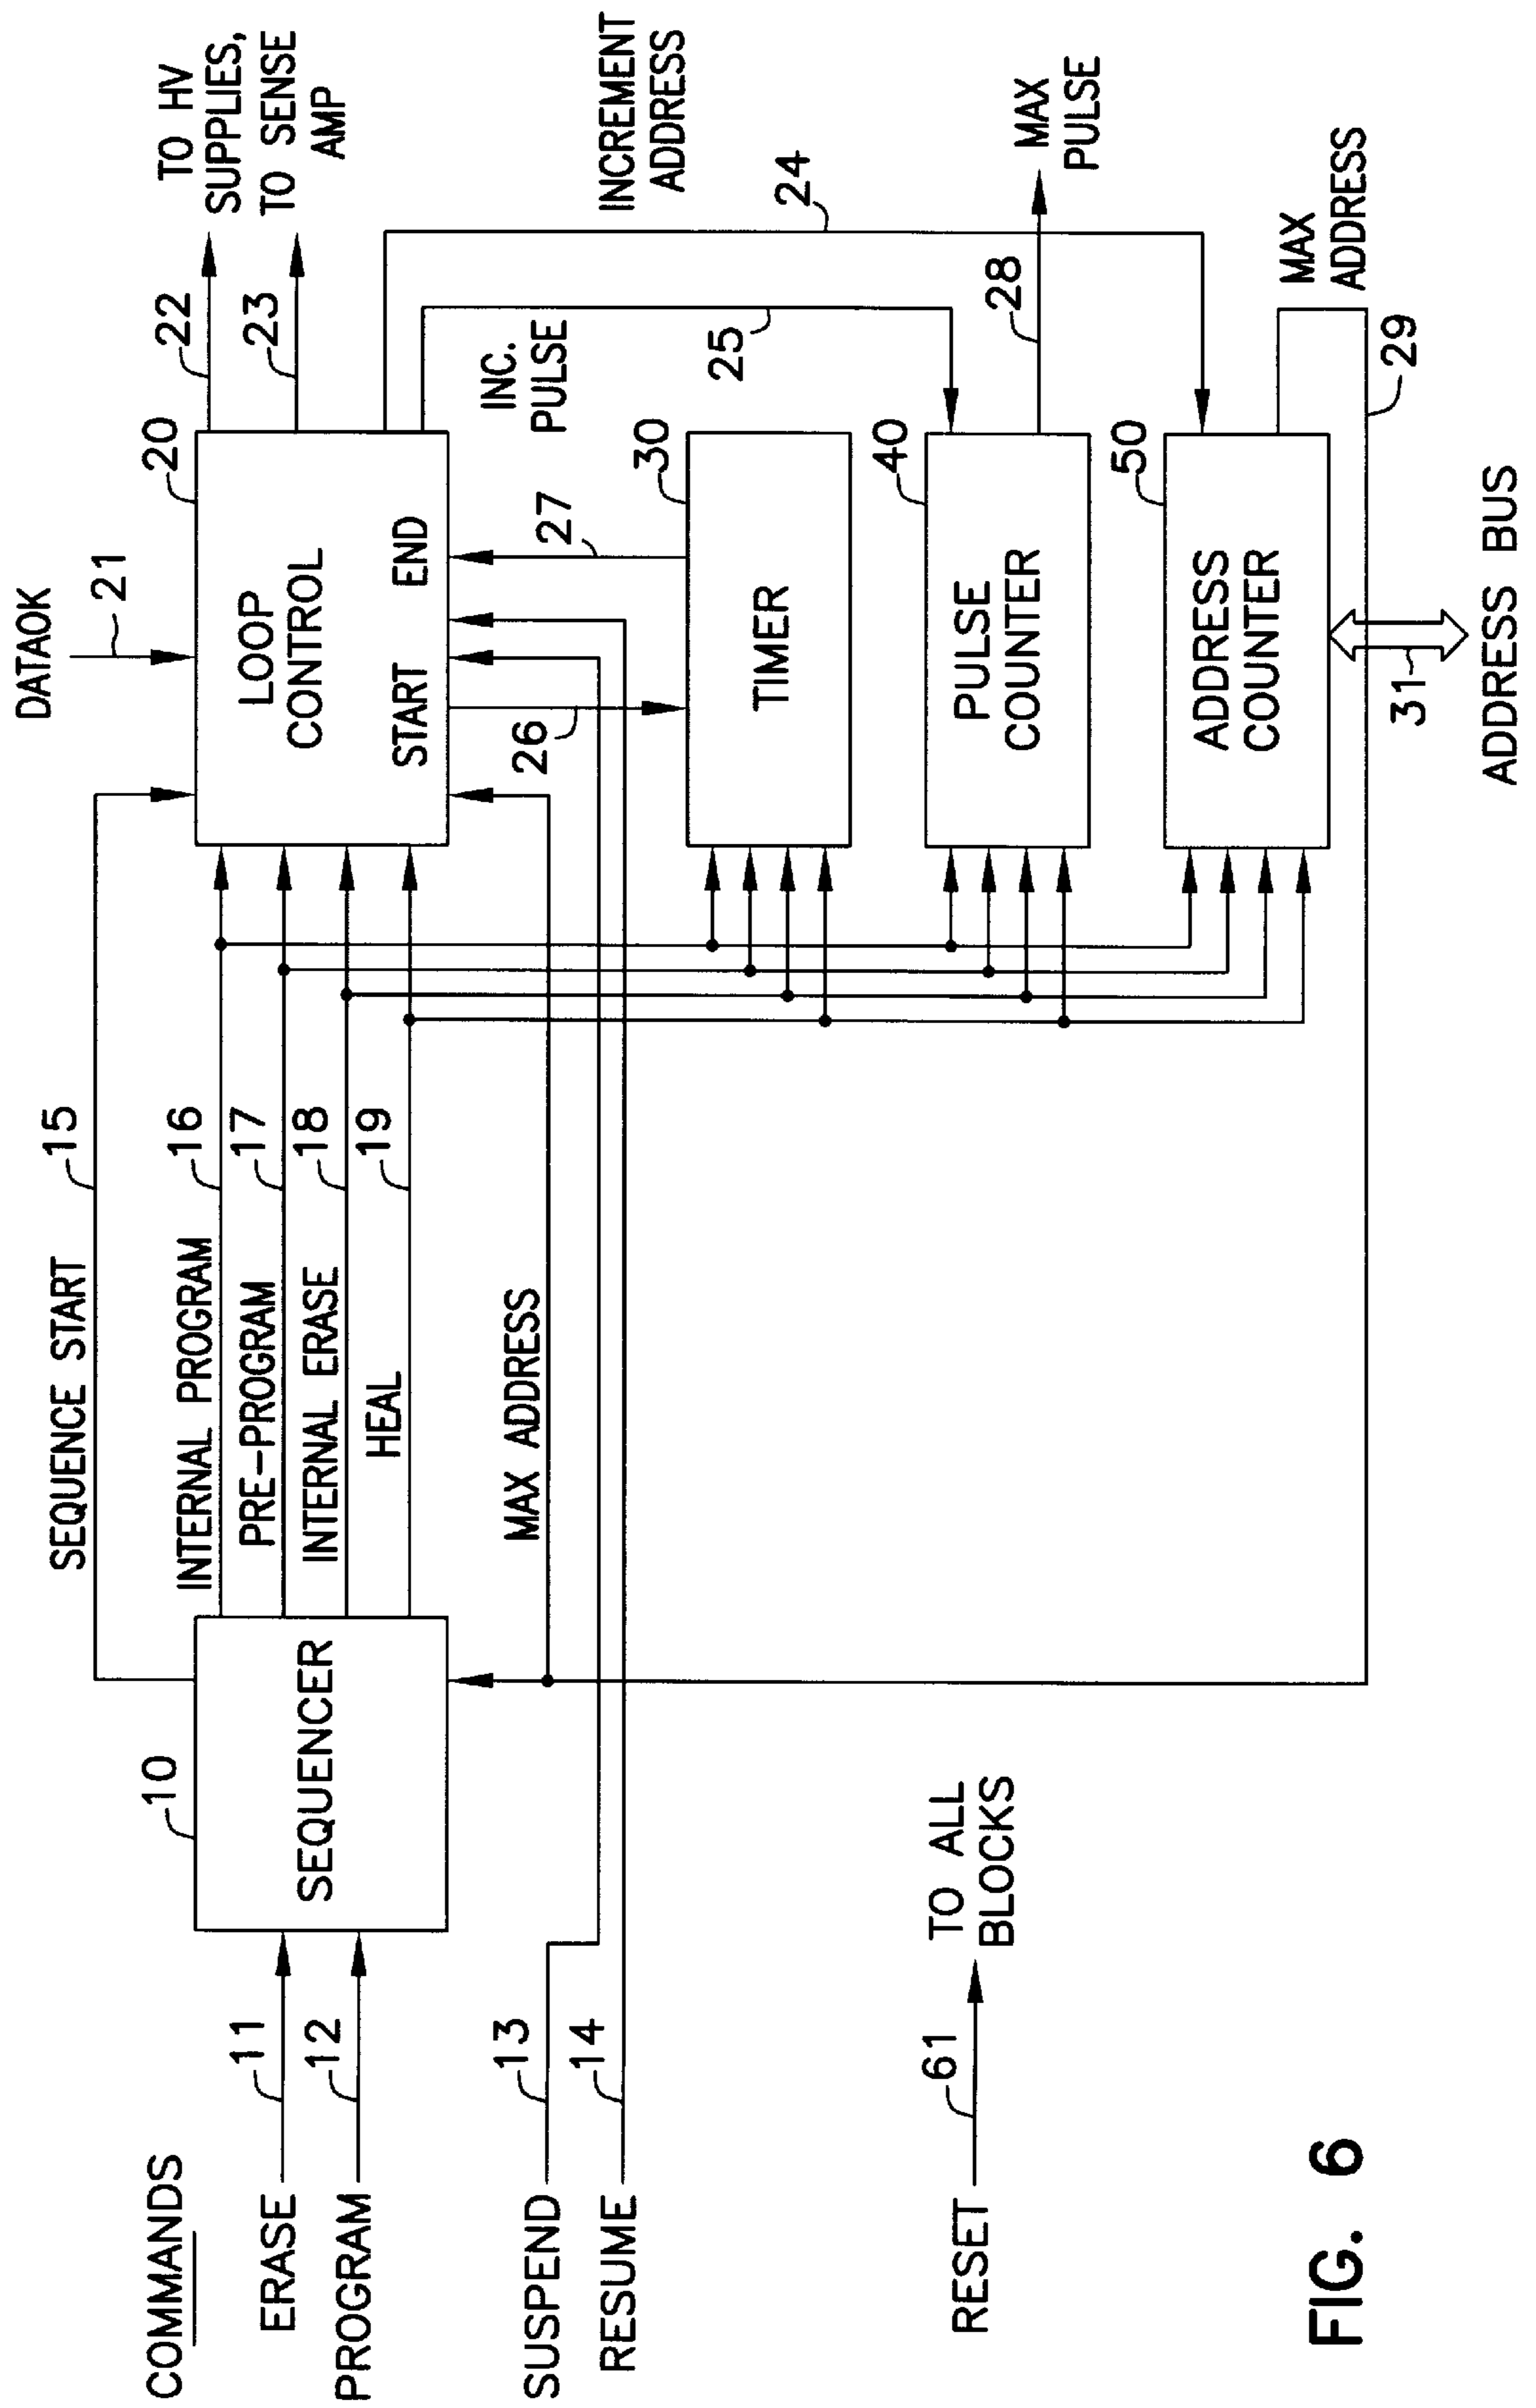 COMMANDS
ERASE
11
PROGRAM
12
SUSPEND
13
RESUME
14
RESET
61
TO ALL
BLOCKS
10
SEQUENCER
SEQUENCE START
15
INTERNAL PROGRAM
16
PRE-PROGRAM
17
INTERNAL ERASE
18
HEAL
19
MAX ADDRESS
DATAOK
21
20
LOOP
CONTROL
START
END
22
TO HV
SUPPLIES,
23
TO SENSE
AMP
26
27
INC.
PULSE
25
INCREMENT
ADDRESS
24
30
TIMER
40
PULSE
COUNTER
28
MAX
PULSE
50
ADDRESS
COUNTER
MAX
ADDRESS
29
31
ADDRESS BUS
FIG. 6